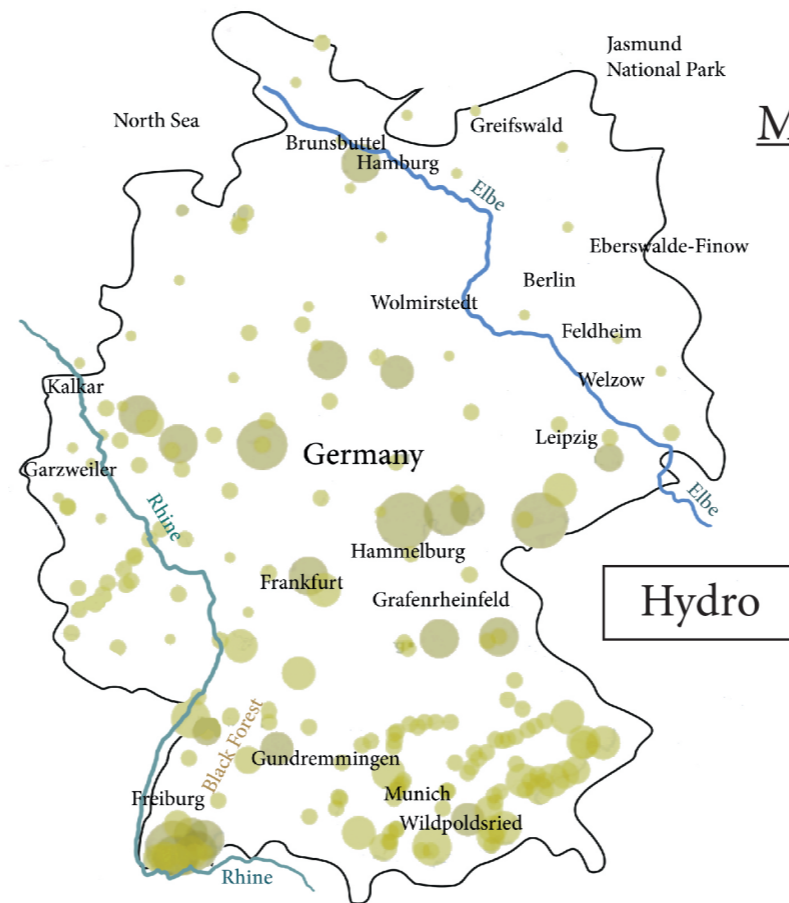 Jasmund
National Park
North Sea
Greifswald
M
Brunsbuttel
Hamburg
Elbe
Eberswalde-Finow
Berlin
Wolmirstedt
Feldheim
Welzow
Kalkar
Leipzig
Germany
Garzweiler
Rhine
Elbe
Hammelburg
Frankfurt
Grafenrheinfeld
Hydro
Black Forest
Gundremmingen
Freiburg
Munich
Wildpoldsried
Rhine